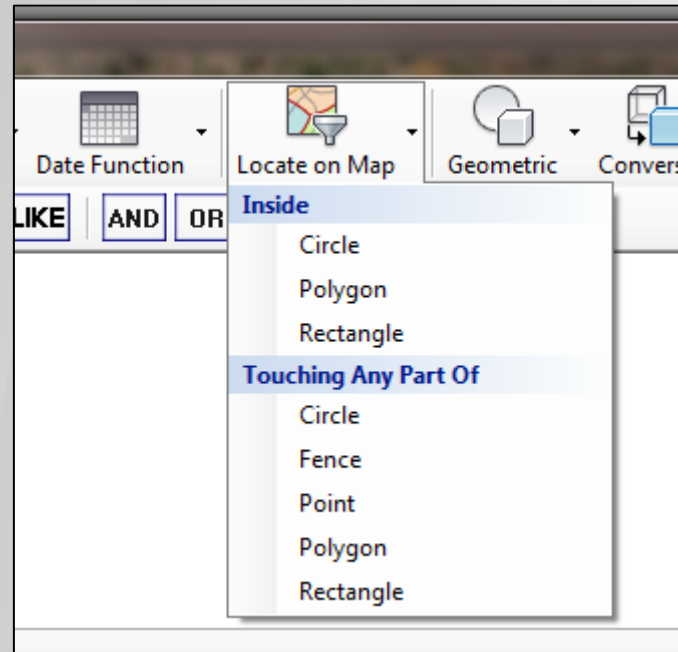 Date Function Locate on Map Geometric Convers
LIKE AND OR
Inside
Circle
Polygon
Rectangle
Touching Any Part Of
Circle
Fence
Point
Polygon
Rectangle